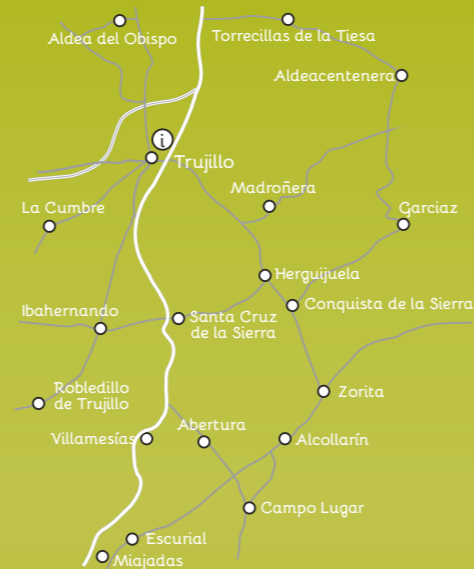 Aldea del Obispo
Torrecillas de la Tiesa
Aldeacentenera
i
Trujillo
Madroñera
La Cumbre
Garciaz
Herguijuela
Conquista de la Sierra
Ibahernando
Santa Cruz
de la Sierra
Robledillo
de Trujillo
Zorita
Villamesías
Abertura
Alcollarín
Campo Lugar
Escurial
Miajadas